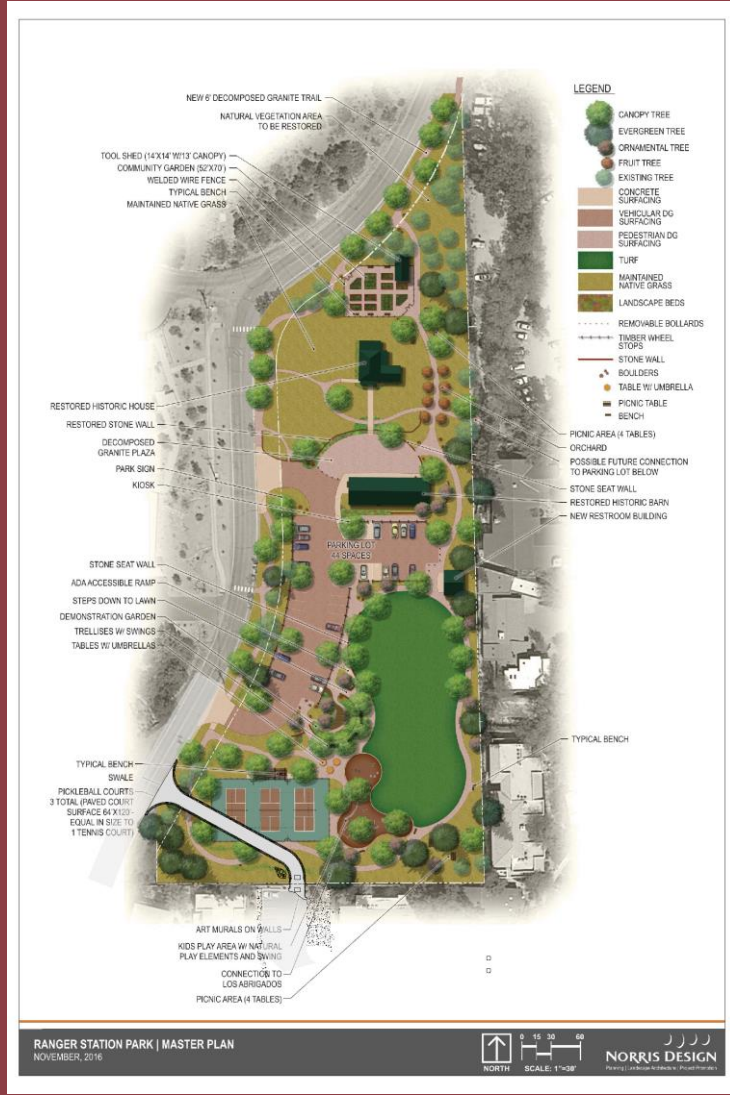 NEW 6' DECOMPOSED GRANITE TRAIL
NATURAL VEGETATION AREA
TO BE RESTORED
TOOL SHED (14'X14' W/13' CANOPY)
COMMUNITY GARDEN (52'X70')
WELDED WIRE FENCE
TYPICAL BENCH
MAINTAINED NATIVE GRASS
RESTORED HISTORIC HOUSE
RESTORED STONE WALL
DECOMPOSED
GRANITE PLAZA
PARK SIGN
KIOSK
STONE SEAT WALL
ADA ACCESSIBLE RAMP
STEPS DOWN TO LAWN
DEMONSTRATION GARDEN
TRELLISES W/ SWINGS
TABLES W/ UMBRELLAS
TYPICAL BENCH
SWALE
PICKLEBALL COURTS
3 TOTAL (PAVED COURT
SURFACE 64'X120'-
EQUAL IN SIZE TO
1 TENNIS COURT)
PARKING LOT
44 SPACES
LEGEND
CANOPY TREE
EVERGREEN TREE
ORNAMENTAL TREE
FRUIT TREE
EXISTING TREE
CONCRETE
SURFACING
VEHICULAR DG
SURFACING
PEDESTRIAN DG
SURFACING
TURF
MAINTAINED
NATIVE GRASS
LANDSCAPE BEDS
REMOVABLE BOLLARDS
TIMBER WHEEL
STOPS
STONE WALL
BOULDERS
TABLE W/ UMBRELLA
PICNIC TABLE
BENCH
PICNIC AREA (4 TABLES)
ORCHARD
POSSIBLE FUTURE CONNECTION
TO PARKING LOT BELOW
STONE SEAT WALL
RESTORED HISTORIC BARN
NEW RESTROOM BUILDING
TYPICAL BENCH
ART MURALS ON WALLS
KIDS PLAY AREA W/ NATURAL
PLAY ELEMENTS AND SWING
CONNECTION TO
LOS ABRIGADOS
PICNIC AREA (4 TABLES)
RANGER STATION PARK | MASTER PLAN
NOVEMBER, 2016
NORTH
0 15 30 60
SCALE: 1"=30'
NORRIS DESIGN
Planning | Landscape Architecture | Project Promotion